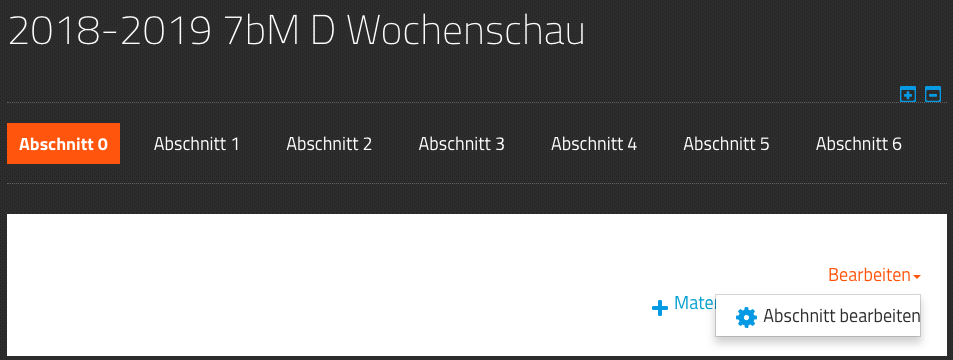 2018-2019 7bM D Wochenschau
Abschnitt 0 Abschnitt 1 Abschnitt 2 Abschnitt 3 Abschnitt 4 Abschnitt 5 Abschnitt 6
Bearbeiten
Abschnitt bearbeiten